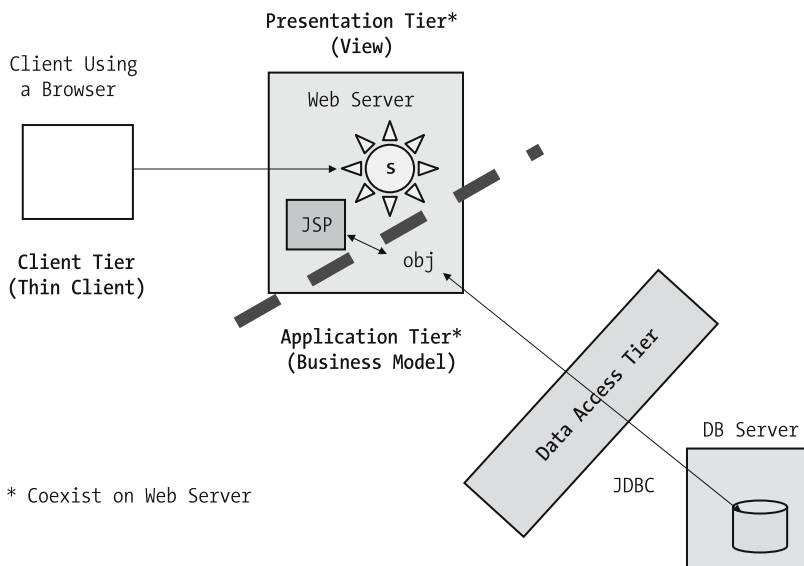 Presentation Tier*
(View)
Client Using
a Browser
Web Server
S
JSP
obj
Client Tier
(Thin Client)
Application Tier*
(Business Model)
Data Access Tier
DB Server
JDBC
* Coexist on Web Server